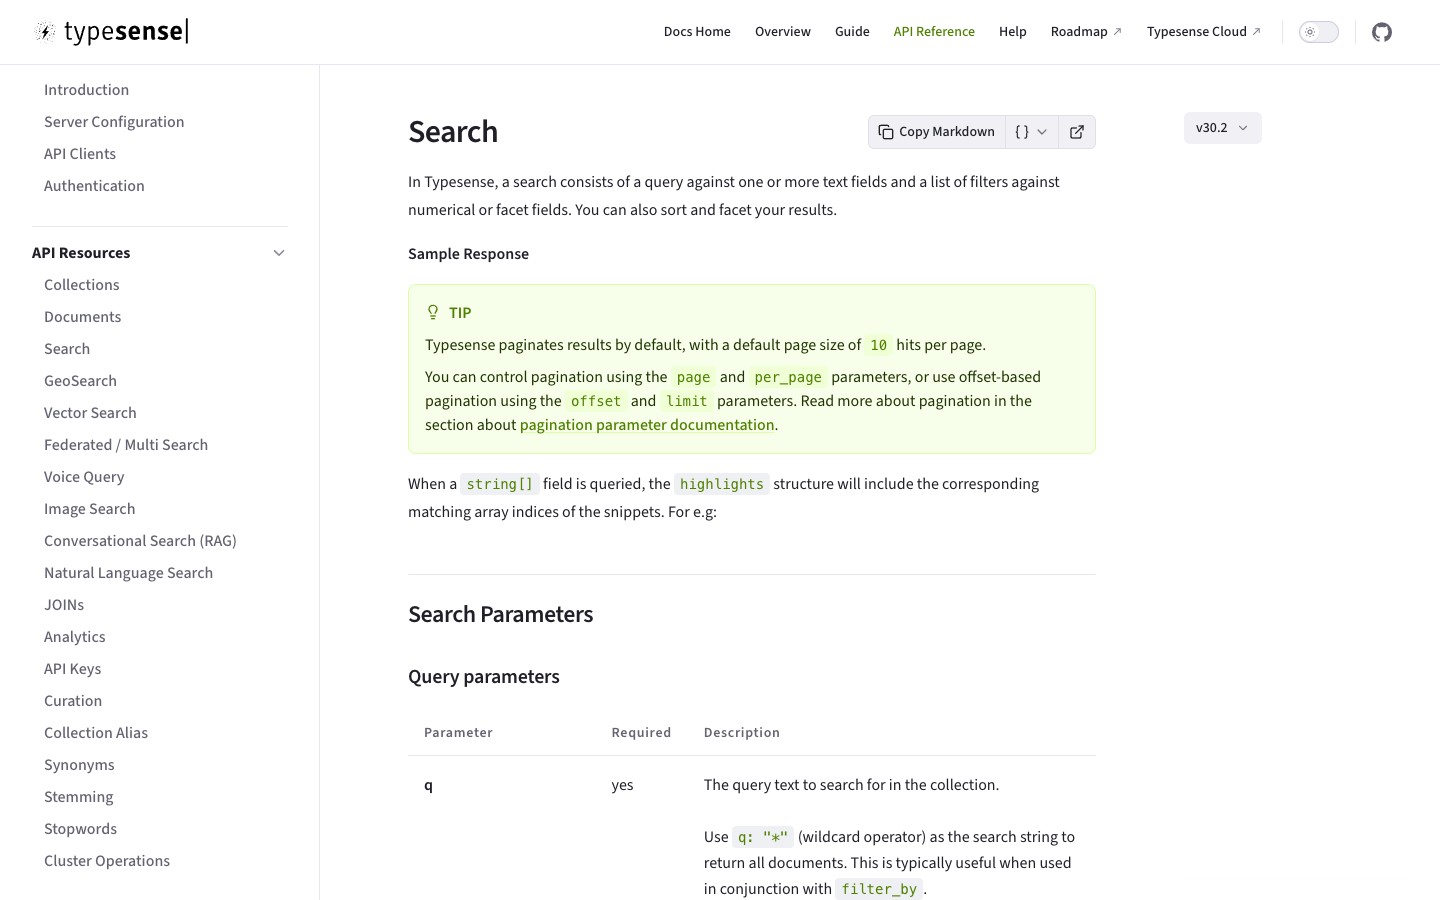 typesense|
Docs Home
Overview
Guide
API Reference
Help
Roadmap
Typesense Cloud
Introduction
Server Configuration
API Clients
Authentication
API Resources
Collections
Documents
Search
GeoSearch
Vector Search
Federated / Multi Search
Voice Query
Image Search
Conversational Search (RAG)
Natural Language Search
JOINs
Analytics
API Keys
Curation
Collection Alias
Synonyms
Stemming
Stopwords
Cluster Operations
Search
Copy Markdown
{ }
v30.2
In Typesense, a search consists of a query against one or more text fields and a list of filters against
numerical or facet fields. You can also sort and facet your results.
Sample Response
TIP
Typesense paginates results by default, with a default page size of 10 hits per page.
You can control pagination using the page and per_page parameters, or use offset-based
pagination using the offset and limit parameters. Read more about pagination in the
section about pagination parameter documentation.
When a string[] field is queried, the highlights structure will include the corresponding
matching array indices of the snippets. For e.g:
Search Parameters
Query parameters
Parameter Required Description
q yes The query text to search for in the collection.
Use q: "*" (wildcard operator) as the search string to
return all documents. This is typically useful when used
in conjunction with filter_by.